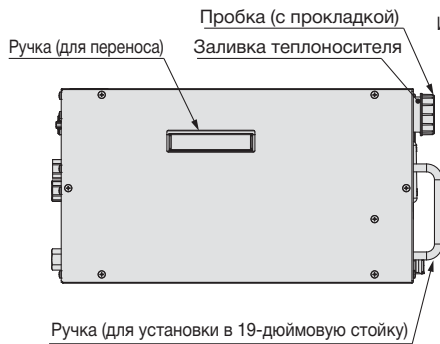 Пробка (с прокладкой)
Ручка (для переноса)
Заливка теплоносителя
Ручка (для установки в 19-дюймовую стойку)